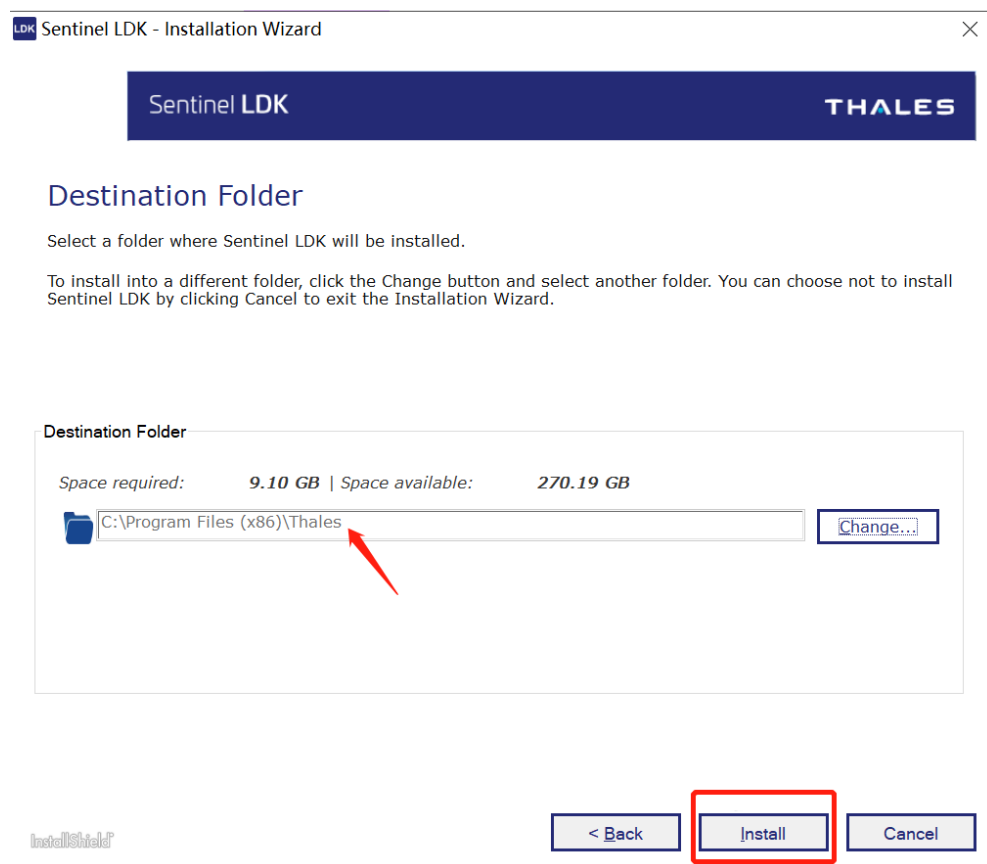 LDK Sentinel LDK - Installation Wizard
Sentinel LDK THALES
Destination Folder
Select a folder where Sentinel LDK will be installed.
To install into a different folder, click the Change button and select another folder. You can choose not to install
Sentinel LDK by clicking Cancel to exit the Installation Wizard.
Destination Folder
Space required: 9.10 GB | Space available: 270.19 GB
C:\Program Files (x86)\Thales Change...
InstallShield < Back Install Cancel